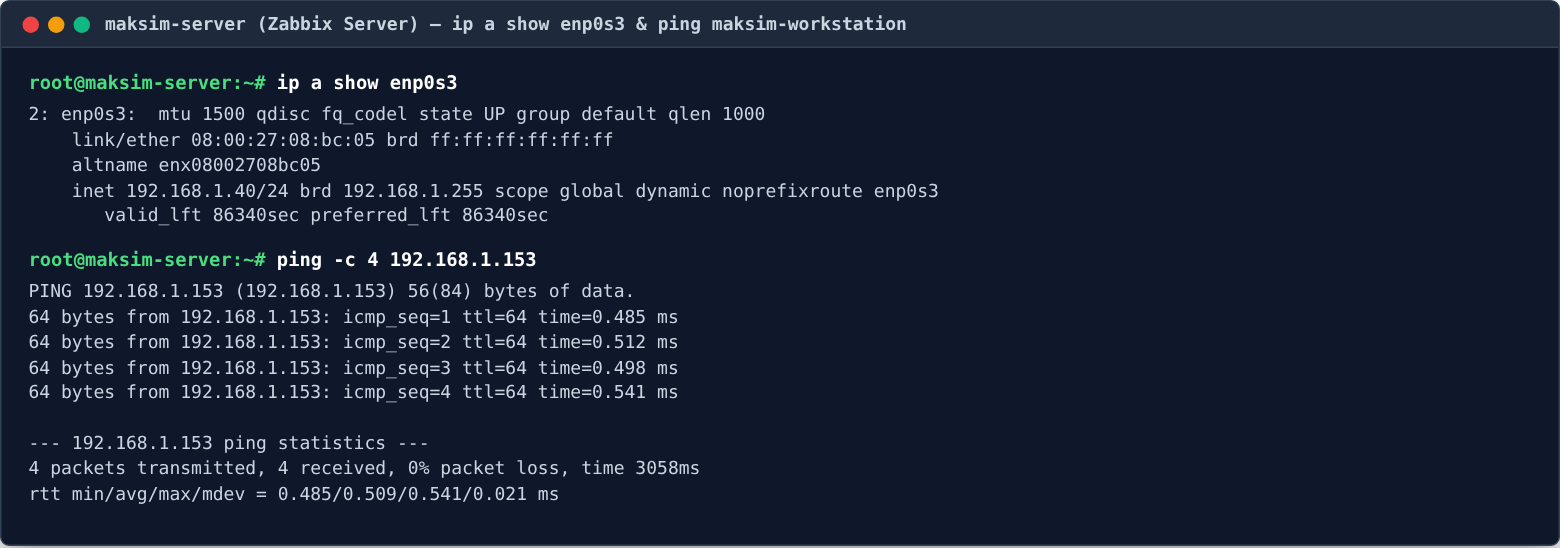 maksim-server (Zabbix Server) — ip a show enp0s3 & ping maksim-workstation
root@maksim-server:~# ip a show enp0s3
2: enp0s3:  mtu 1500 qdisc fq_codel state UP group default qlen 1000
    link/ether 08:00:27:08:bc:05 brd ff:ff:ff:ff:ff:ff
    altname enx08002708bc05
    inet 192.168.1.40/24 brd 192.168.1.255 scope global dynamic noprefixroute enp0s3
       valid_lft 86340sec preferred_lft 86340sec
root@maksim-server:~# ping -c 4 192.168.1.153
PING 192.168.1.153 (192.168.1.153) 56(84) bytes of data.
64 bytes from 192.168.1.153: icmp_seq=1 ttl=64 time=0.485 ms
64 bytes from 192.168.1.153: icmp_seq=2 ttl=64 time=0.512 ms
64 bytes from 192.168.1.153: icmp_seq=3 ttl=64 time=0.498 ms
64 bytes from 192.168.1.153: icmp_seq=4 ttl=64 time=0.541 ms
--- 192.168.1.153 ping statistics ---
4 packets transmitted, 4 received, 0% packet loss, time 3058ms
rtt min/avg/max/mdev = 0.485/0.509/0.541/0.021 ms